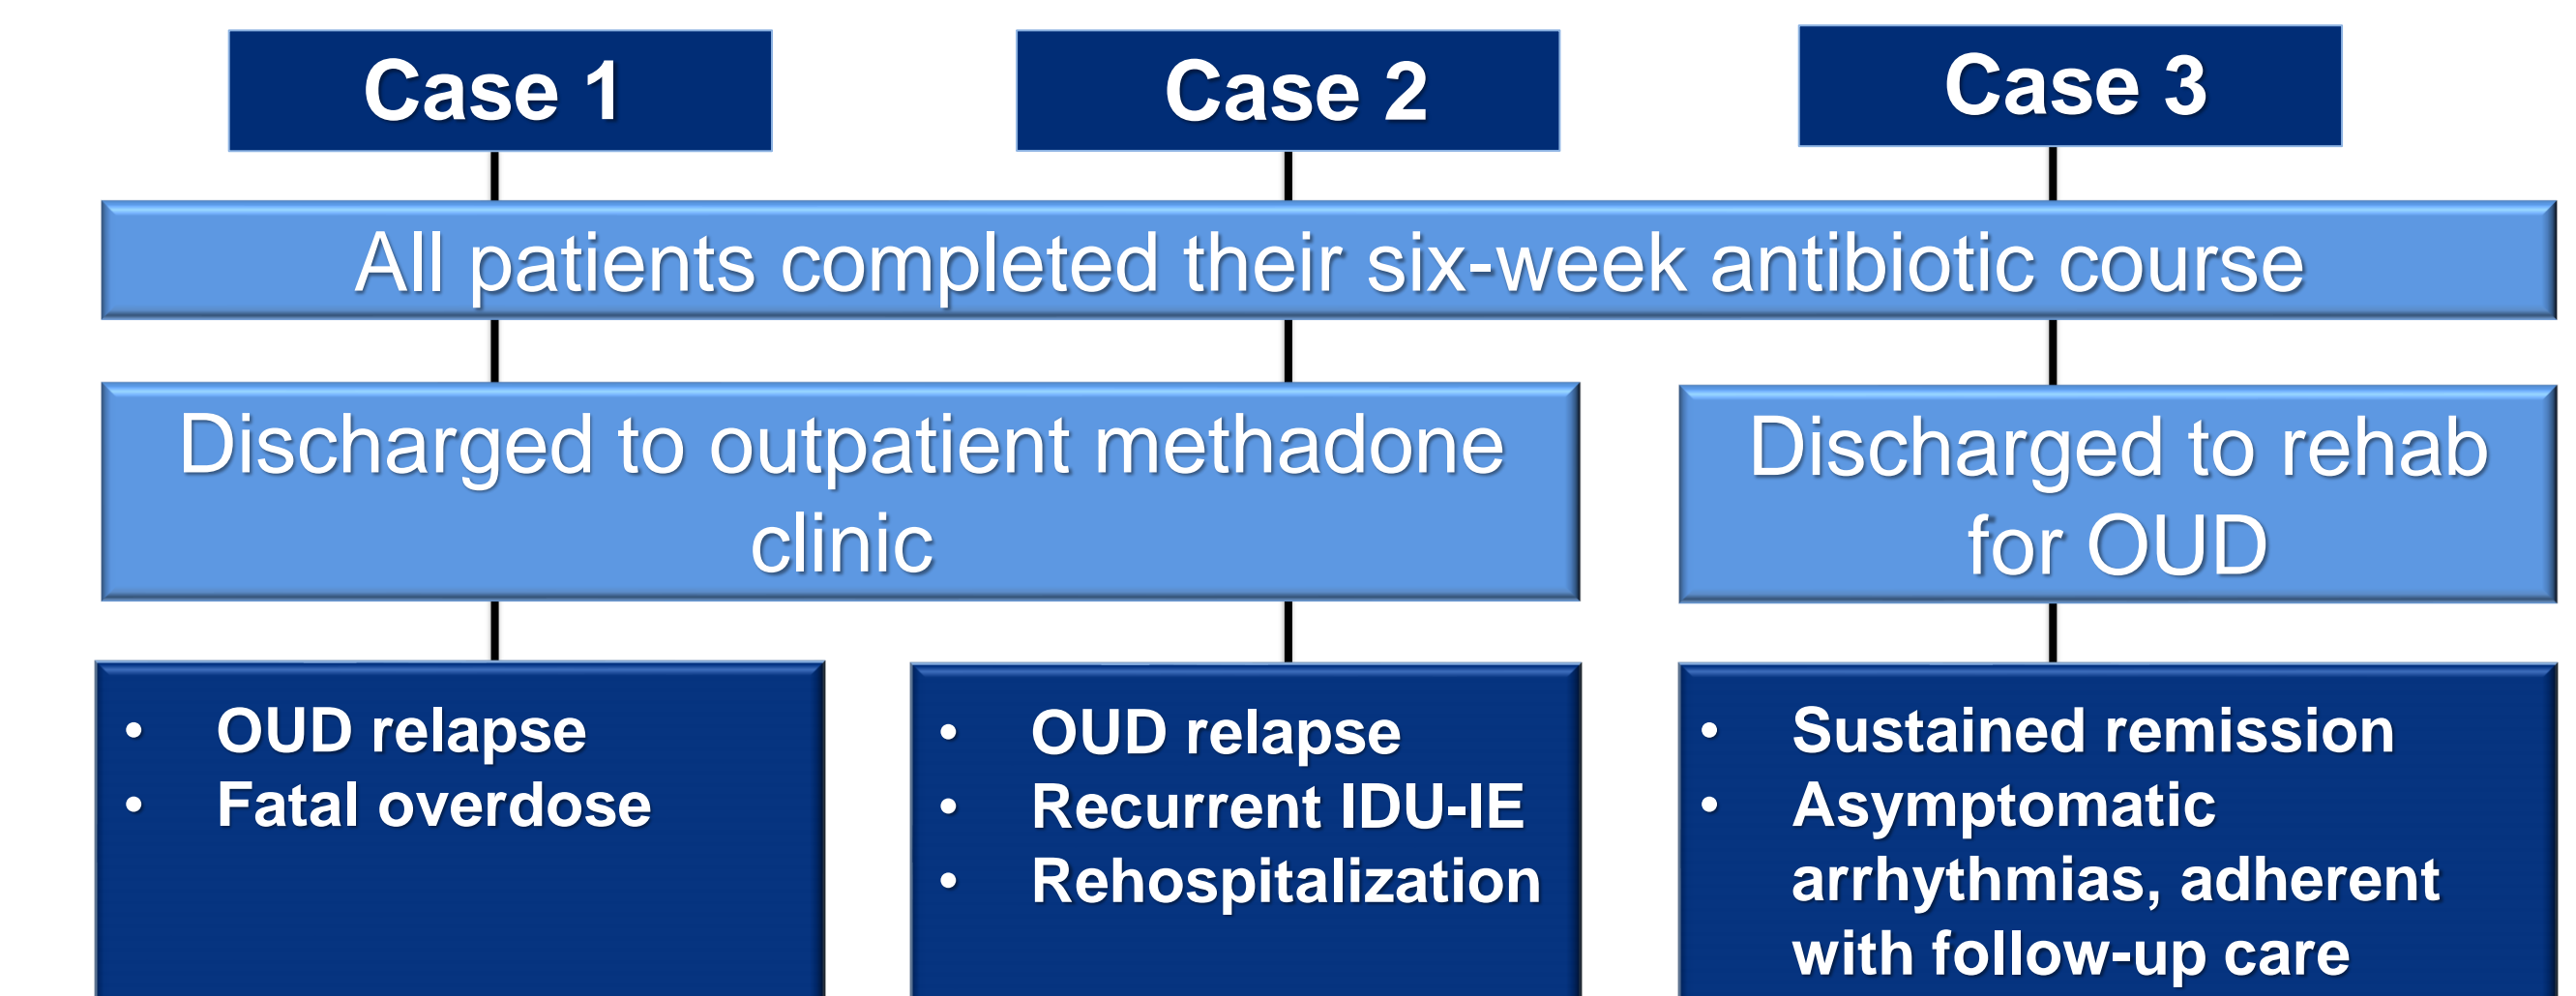 Case 1
Case 2
Case 3
All patients completed their six-week antibiotic course
Discharged to outpatient methadone
clinic
Discharged to rehab
for OUD
• OUD relapse
• Fatal overdose
• OUD relapse
• Recurrent IDU-IE
• Rehospitalization
• Sustained remission
• Asymptomatic
arrhythmias, adherent
with follow-up care